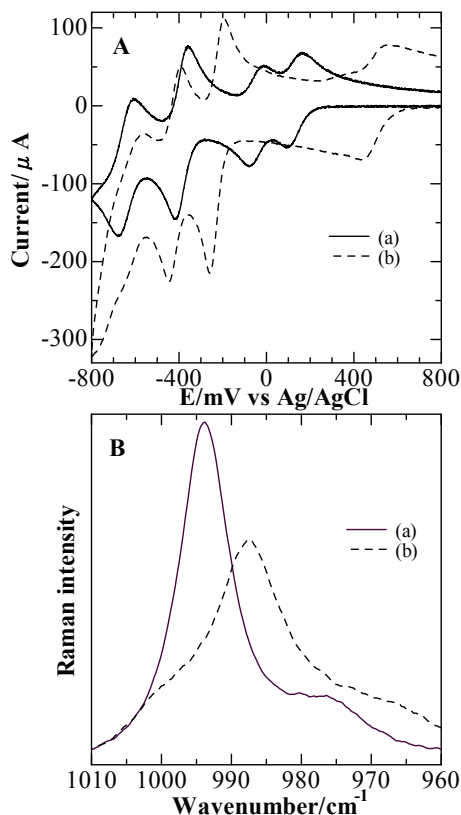 A
100
0
-100
-200
-300
Current/μ A
(a)
(b)
-800 -400 0 400 800
E/mV vs Ag/AgCl
B
(a)
(b)
Raman intensity
1010 1000 990 980 970 960
Wavenumber/cm-1